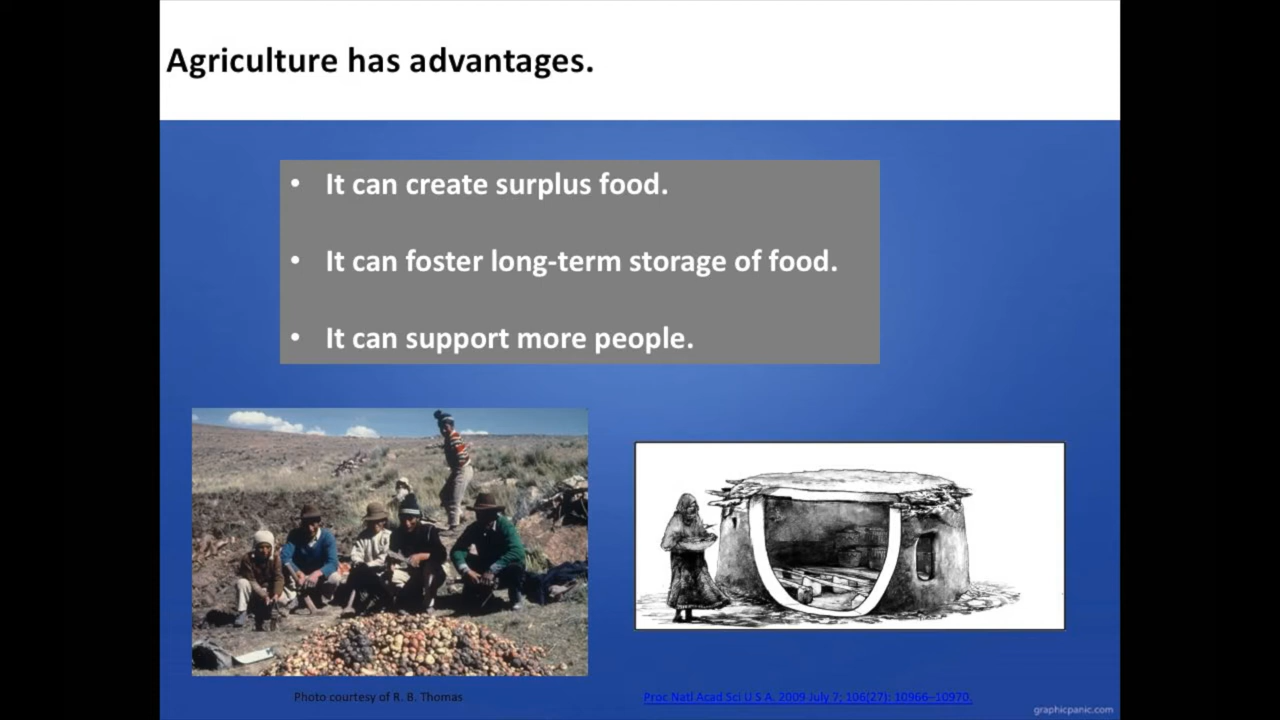 Agriculture has advantages.
• It can create surplus food.
• It can foster long-term storage of food.
• It can support more people.
Photo courtesy of R. B. Thomas
Proc Natl Acad Sci U S A. 2009 July 7; 106(27): 10966–10970.
graphicpanic.com